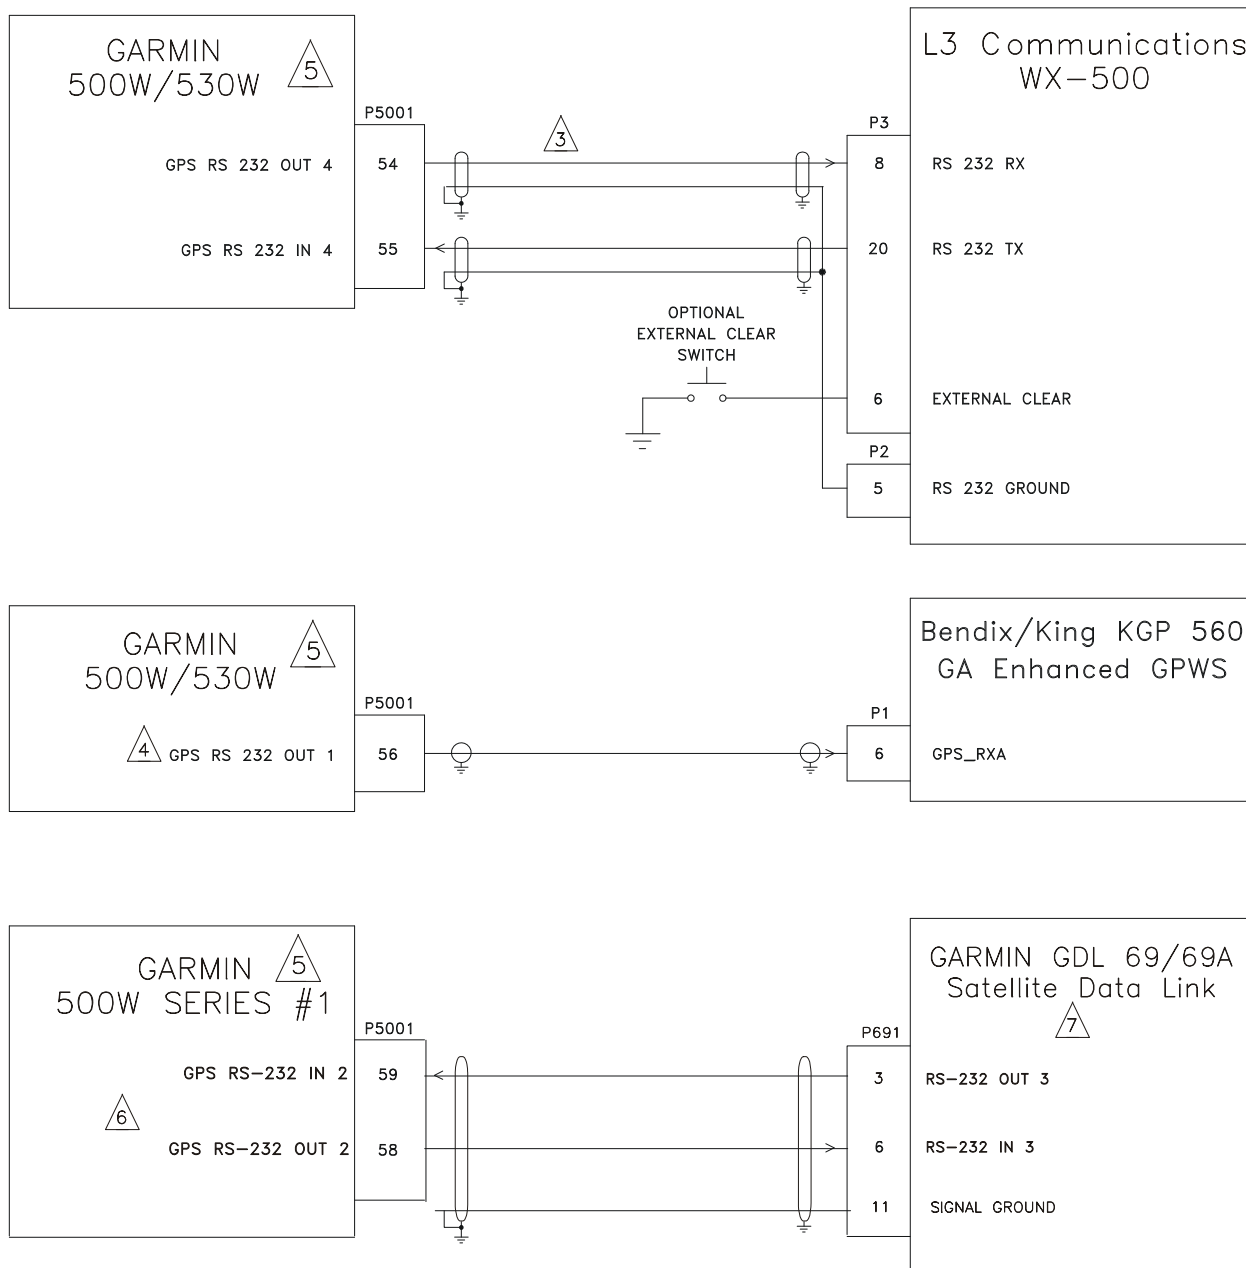 GARMIN
500W/530W
5
P5001
GPS RS 232 OUT 4
54
GPS RS 232 IN 4
55
3
L3 Communications
WX-500
P3
8
RS 232 RX
20
RS 232 TX
OPTIONAL
EXTERNAL CLEAR
SWITCH
6
EXTERNAL CLEAR
P2
5
RS 232 GROUND
GARMIN
500W/530W
5
P5001
4
GPS RS 232 OUT 1
56
Bendix/King KGP 560
GA Enhanced GPWS
P1
6
GPS_RXA
GARMIN
500W SERIES #1
5
P5001
GPS RS-232 IN 2
59
6
GPS RS-232 OUT 2
58
GARMIN GDL 69/69A
Satellite Data Link
7
P691
3
RS-232 OUT 3
6
RS-232 IN 3
11
SIGNAL GROUND